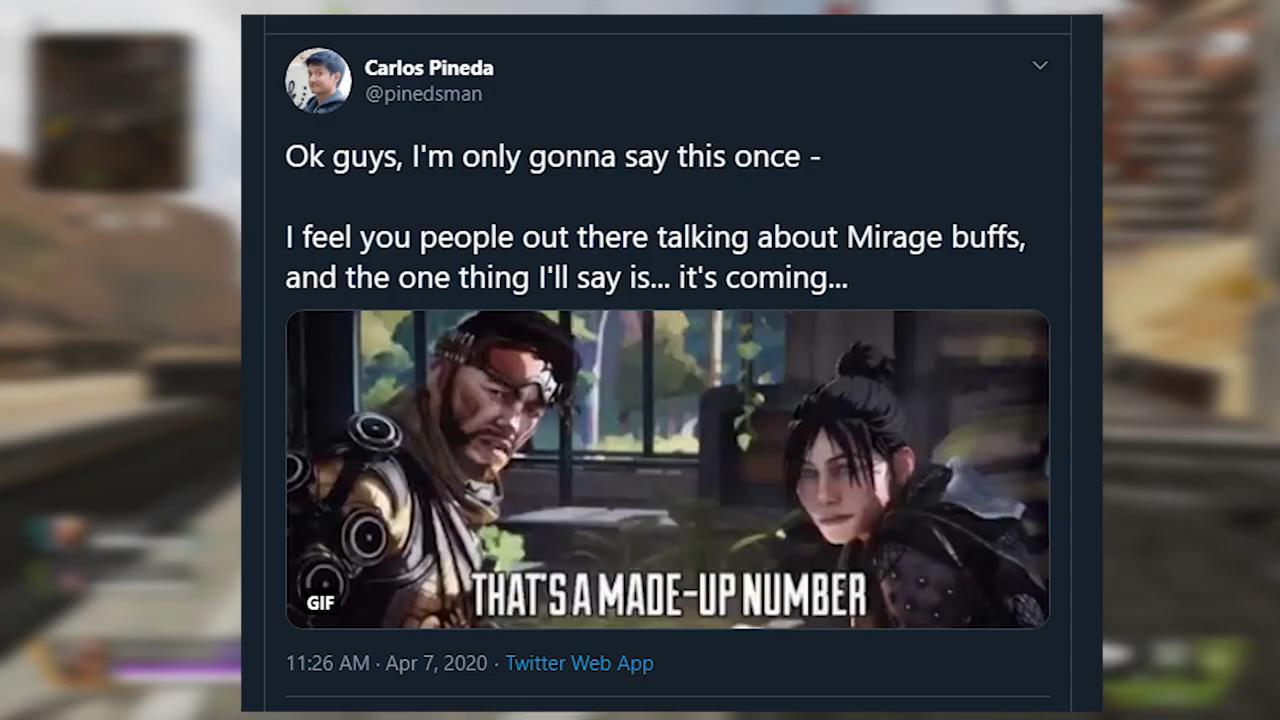 Carlos Pineda
@pinedsman
Ok guys, I'm only gonna say this once -
I feel you people out there talking about Mirage buffs,
and the one thing I'll say is... it's coming...
THAT'S A MADE-UP NUMBER
GIF
11:26 AM · Apr 7, 2020 · Twitter Web App